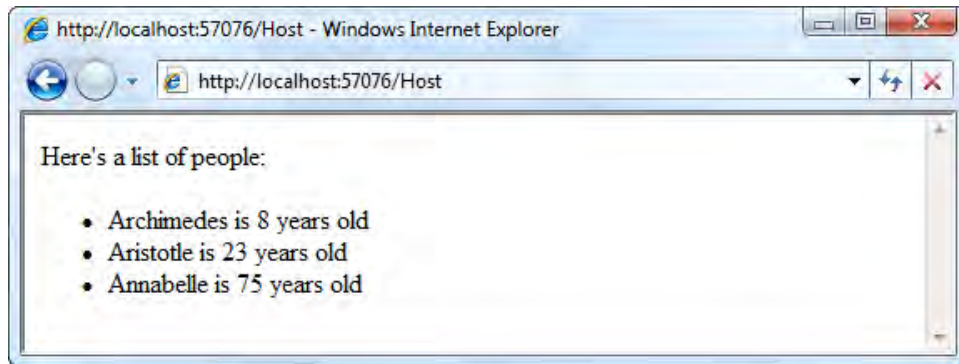 http://localhost:57076/Host - Windows Internet Explorer
http://localhost:57076/Host
Here's a list of people:
• Archimedes is 8 years old
• Aristotle is 23 years old
• Annabelle is 75 years old